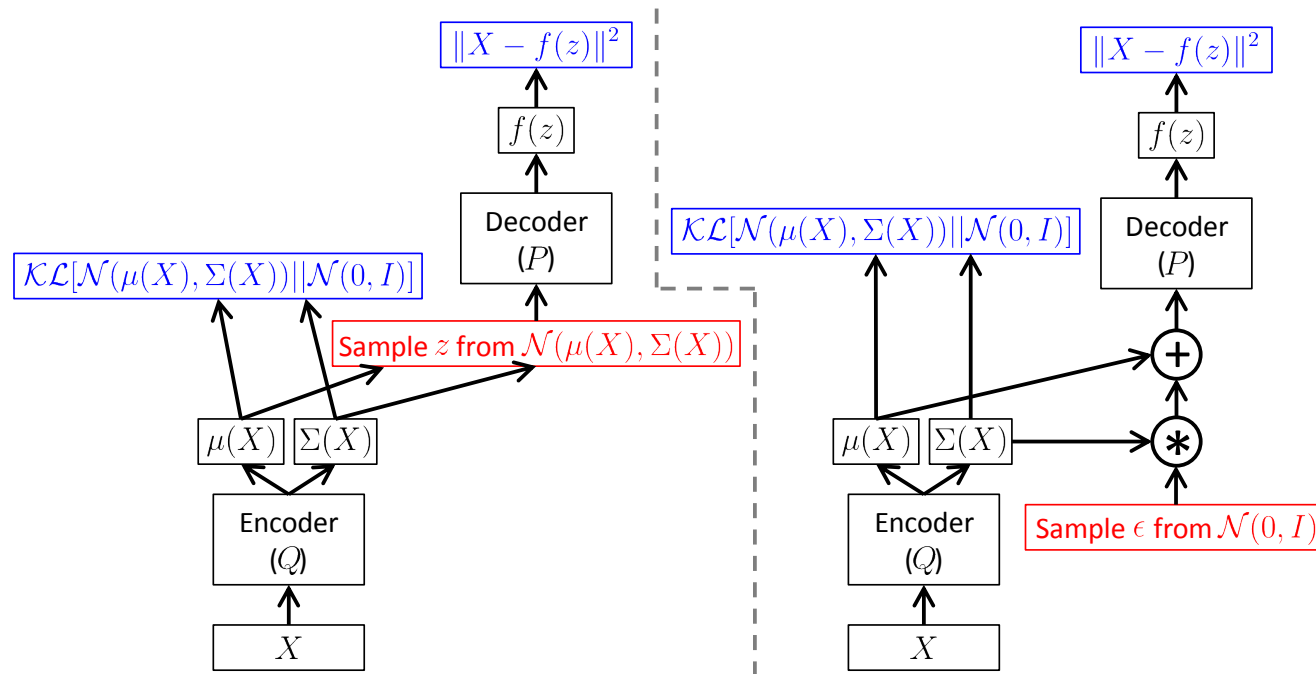 ‖X − f(z)‖²
f(z)
Decoder
(P)
𝒦ℒ[𝒩(μ(X), Σ(X))||𝒩(0, I)]
Sample z from 𝒩(μ(X), Σ(X))
μ(X) Σ(X)
Encoder
(Q)
X
‖X − f(z)‖²
f(z)
Decoder
(P)
𝒦ℒ[𝒩(μ(X), Σ(X))||𝒩(0, I)]
+
μ(X) Σ(X) *
Encoder
(Q)
Sample ϵ from 𝒩(0, I)
X